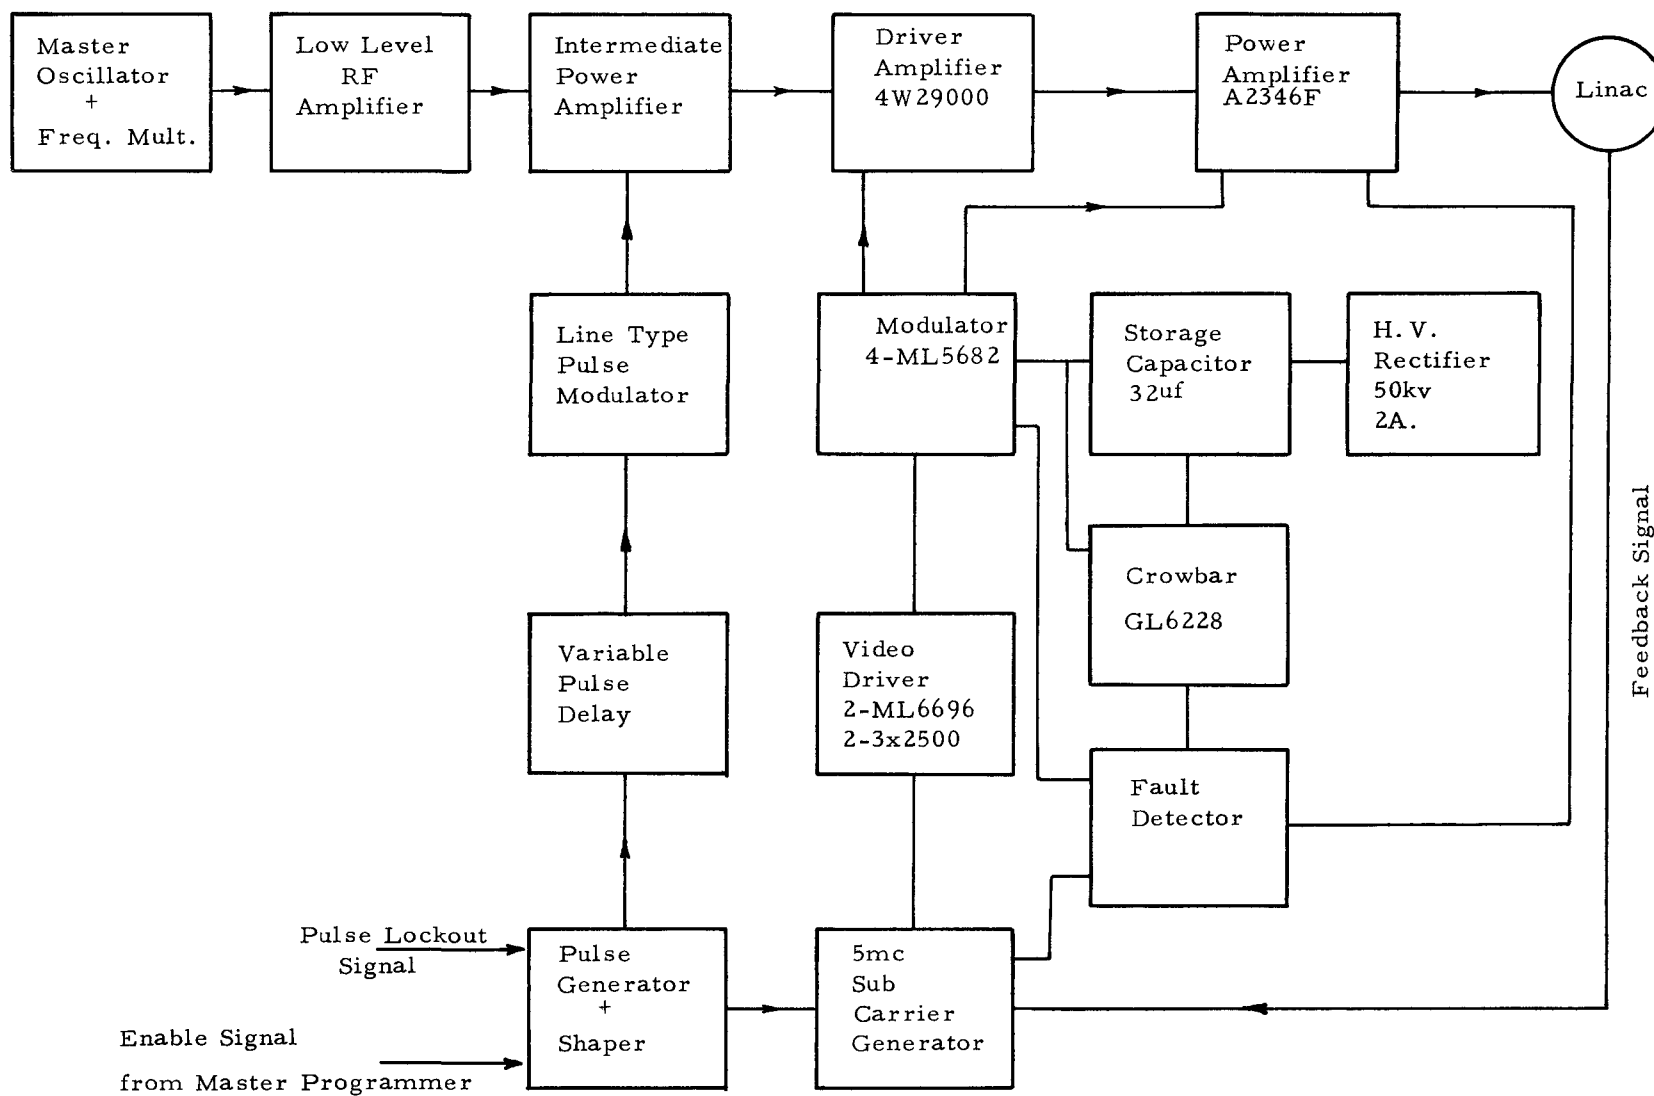 Master
Oscillator
+
Freq. Mult.
Low Level
RF
Amplifier
Intermediate
Power
Amplifier
Driver
Amplifier
4W29000
Power
Amplifier
A2346F
Linac
Line Type
Pulse
Modulator
Modulator
4-ML5682
Storage
Capacitor
32uf
H. V.
Rectifier
50kv
2A.
Crowbar
GL6228
Feedback Signal
Variable
Pulse
Delay
Video
Driver
2-ML6696
2-3x2500
Fault
Detector
Pulse Lockout
Signal
Enable Signal
from Master Programmer
Pulse
Generator
+
Shaper
5mc
Sub
Carrier
Generator